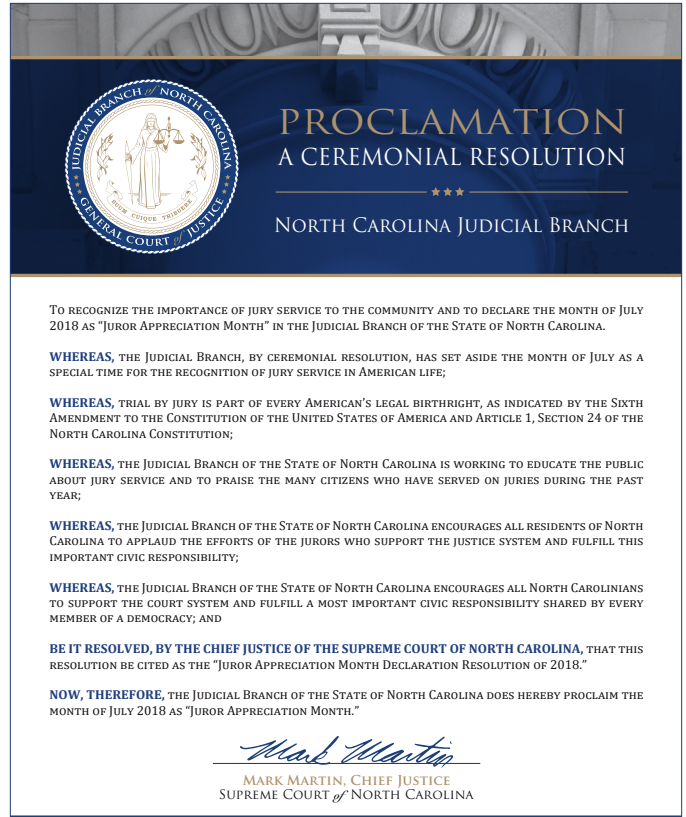 JUDICIAL BRANCH of NORTH CAROLINA
SUUM CUIQUE TRIBUERE
GENERAL COURT of JUSTICE
PROCLAMATION
A CEREMONIAL RESOLUTION
NORTH CAROLINA JUDICIAL BRANCH
TO RECOGNIZE THE IMPORTANCE OF JURY SERVICE TO THE COMMUNITY AND TO DECLARE THE MONTH OF JULY
2018 AS “JUROR APPRECIATION MONTH” IN THE JUDICIAL BRANCH OF THE STATE OF NORTH CAROLINA.
WHEREAS, THE JUDICIAL BRANCH, BY CEREMONIAL RESOLUTION, HAS SET ASIDE THE MONTH OF JULY AS A
SPECIAL TIME FOR THE RECOGNITION OF JURY SERVICE IN AMERICAN LIFE;
WHEREAS, TRIAL BY JURY IS PART OF EVERY AMERICAN’S LEGAL BIRTHRIGHT, AS INDICATED BY THE SIXTH
AMENDMENT TO THE CONSTITUTION OF THE UNITED STATES OF AMERICA AND ARTICLE 1, SECTION 24 OF THE
NORTH CAROLINA CONSTITUTION;
WHEREAS, THE JUDICIAL BRANCH OF THE STATE OF NORTH CAROLINA IS WORKING TO EDUCATE THE PUBLIC
ABOUT JURY SERVICE AND TO PRAISE THE MANY CITIZENS WHO HAVE SERVED ON JURIES DURING THE PAST
YEAR;
WHEREAS, THE JUDICIAL BRANCH OF THE STATE OF NORTH CAROLINA ENCOURAGES ALL RESIDENTS OF NORTH
CAROLINA TO APPLAUD THE EFFORTS OF THE JURORS WHO SUPPORT THE JUSTICE SYSTEM AND FULFILL THIS
IMPORTANT CIVIC RESPONSIBILITY;
WHEREAS, THE JUDICIAL BRANCH OF THE STATE OF NORTH CAROLINA ENCOURAGES ALL NORTH CAROLINIANS
TO SUPPORT THE COURT SYSTEM AND FULFILL A MOST IMPORTANT CIVIC RESPONSIBILITY SHARED BY EVERY
MEMBER OF A DEMOCRACY; AND
BE IT RESOLVED, BY THE CHIEF JUSTICE OF THE SUPREME COURT OF NORTH CAROLINA, THAT THIS
RESOLUTION BE CITED AS THE “JUROR APPRECIATION MONTH DECLARATION RESOLUTION OF 2018.”
NOW, THEREFORE, THE JUDICIAL BRANCH OF THE STATE OF NORTH CAROLINA DOES HEREBY PROCLAIM THE
MONTH OF JULY 2018 AS “JUROR APPRECIATION MONTH.”
Mark Martin
MARK MARTIN, CHIEF JUSTICE
SUPREME COURT of NORTH CAROLINA